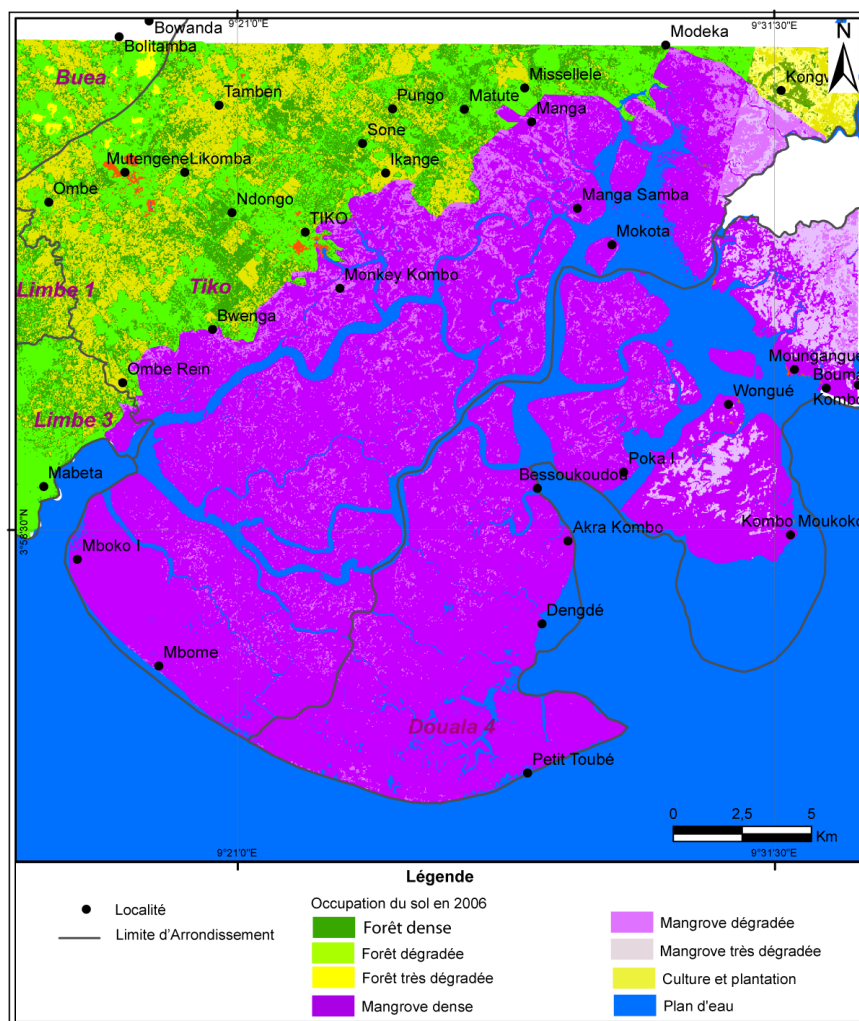 9°21'0"E
9°31'30"E
Bowanda
Bolitamba
Modeka
N
Buea
Missellele
Tamben
Pungo
Matute
Manga
Sone
Ikange
Mutengene
Likomba
Ombe
Ndongo
Manga Samba
TIKO
Mokota
Limbe 1
Tiko
Monkey Kombo
Bwenga
Moungangue
Ombe Rein
Wongué
Kombo
Limbe 3
Poka I
Mabeta
Bessoukoudou
3°58'30"N
Akra Kombo
Kombo Moukoko
Mboko I
Dengdé
Mbome
Douala 4
Petit Toubé
0 2,5 5
Km
9°21'0"E
9°31'30"E
Légende
Localité
Limite d'Arrondissement
Occupation du sol en 2006
Forêt dense
Forêt dégradée
Forêt très dégradée
Mangrove dense
Mangrove dégradée
Mangrove très dégradée
Culture et plantation
Plan d'eau